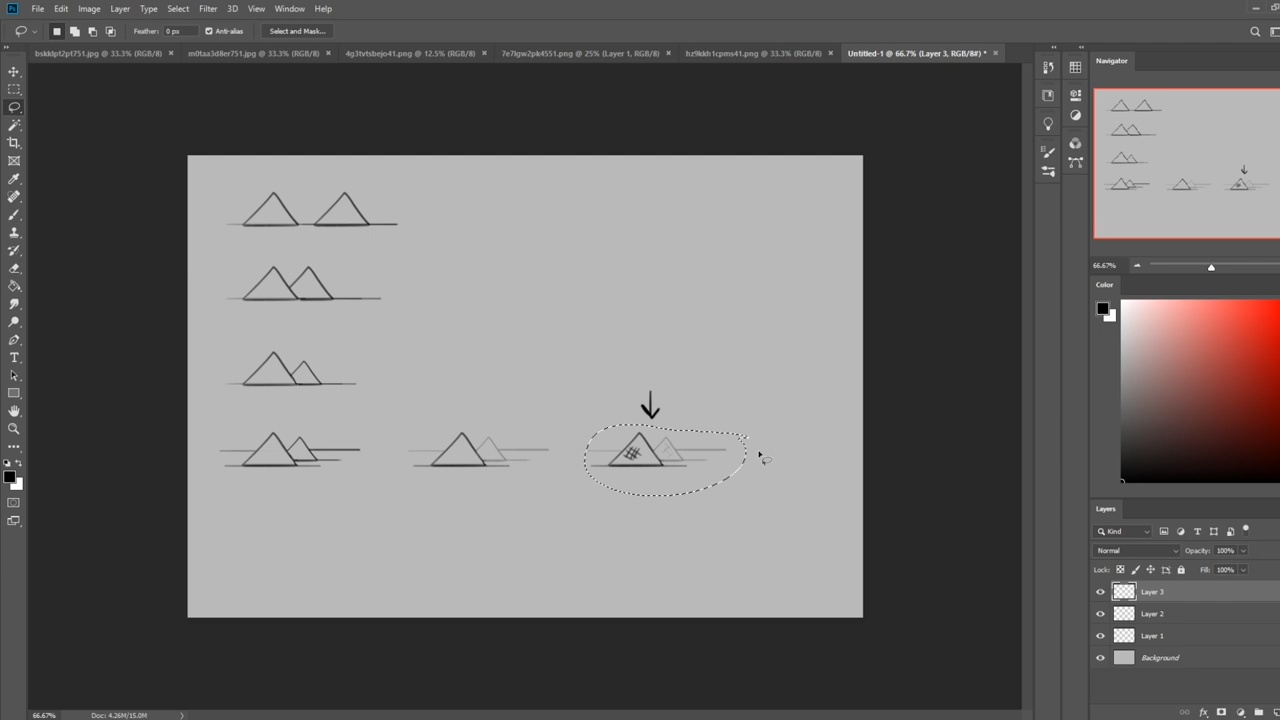 Ps File Edit Image Layer Type Select Filter 3D View Window Help
Feather: 0 px Anti-alias Select and Mask...
bskklpt2pt751.jpg @ 33.3% (RGB/8) × m0taa3d8er751.jpg @ 33.3% (RGB/8) × 4g3tvtsbejo41.png @ 12.5% (RGB/8) × 7e7lgw2pk4551.png @ 25% (Layer 1, RGB/8) × hz9kkh1cpms41.png @ 33.3% (RGB/8) × Untitled-1 @ 66.7% (Layer 3, RGB/8#) * ×
Navigator
66.67%
Color
Layers
Kind
Normal Opacity: 100%
Lock: Fill: 100%
Layer 3
Layer 2
Layer 1
Background
66.67% Doc: 4.26M/15.0M
fx